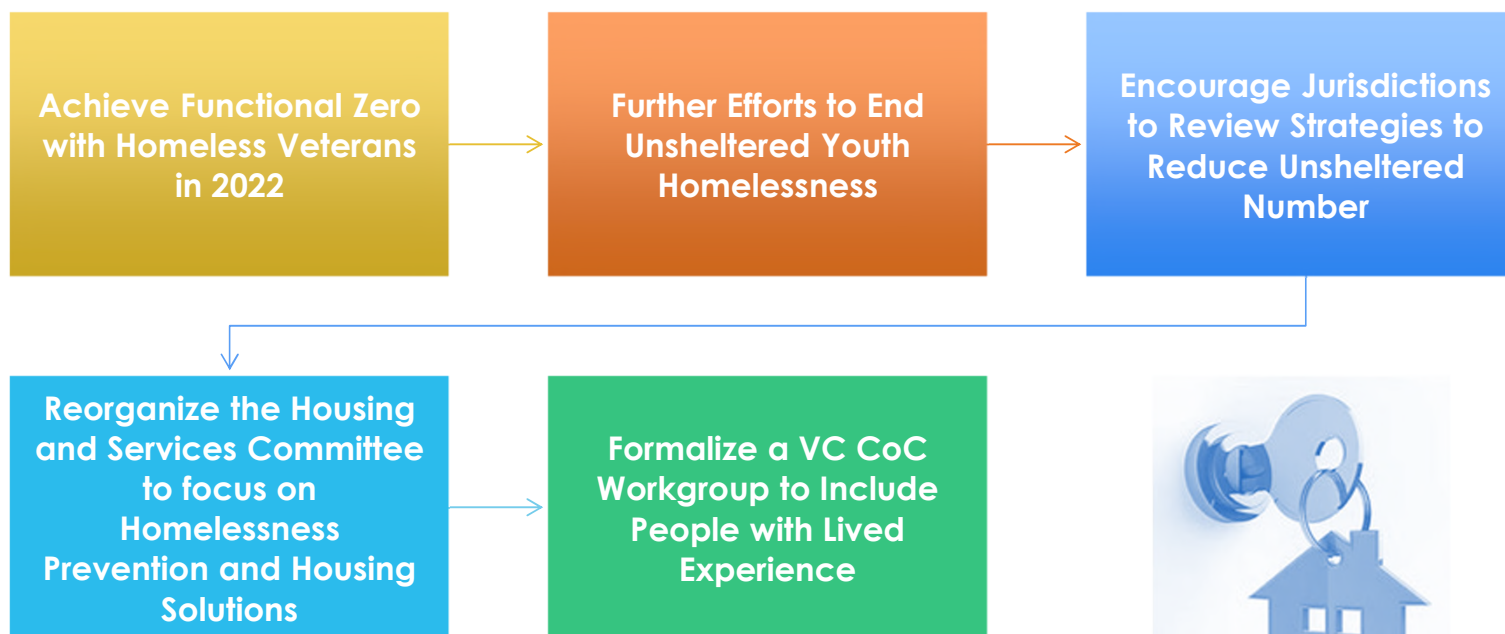 Achieve Functional Zero
with Homeless Veterans
in 2022
Further Efforts to End
Unsheltered Youth
Homelessness
Encourage Jurisdictions
to Review Strategies to
Reduce Unsheltered
Number
Reorganize the Housing
and Services Committee
to focus on
Homelessness
Prevention and Housing
Solutions
Formalize a VC CoC
Workgroup to Include
People with Lived
Experience